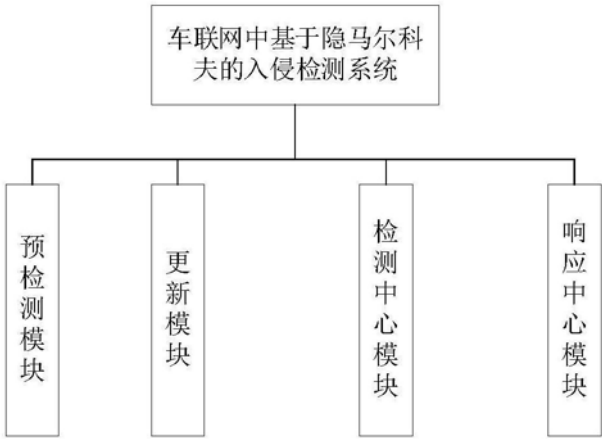 车联网中基于隐马尔科
夫的入侵检测系统
预检测模块
更新模块
检测中心模块
响应中心模块